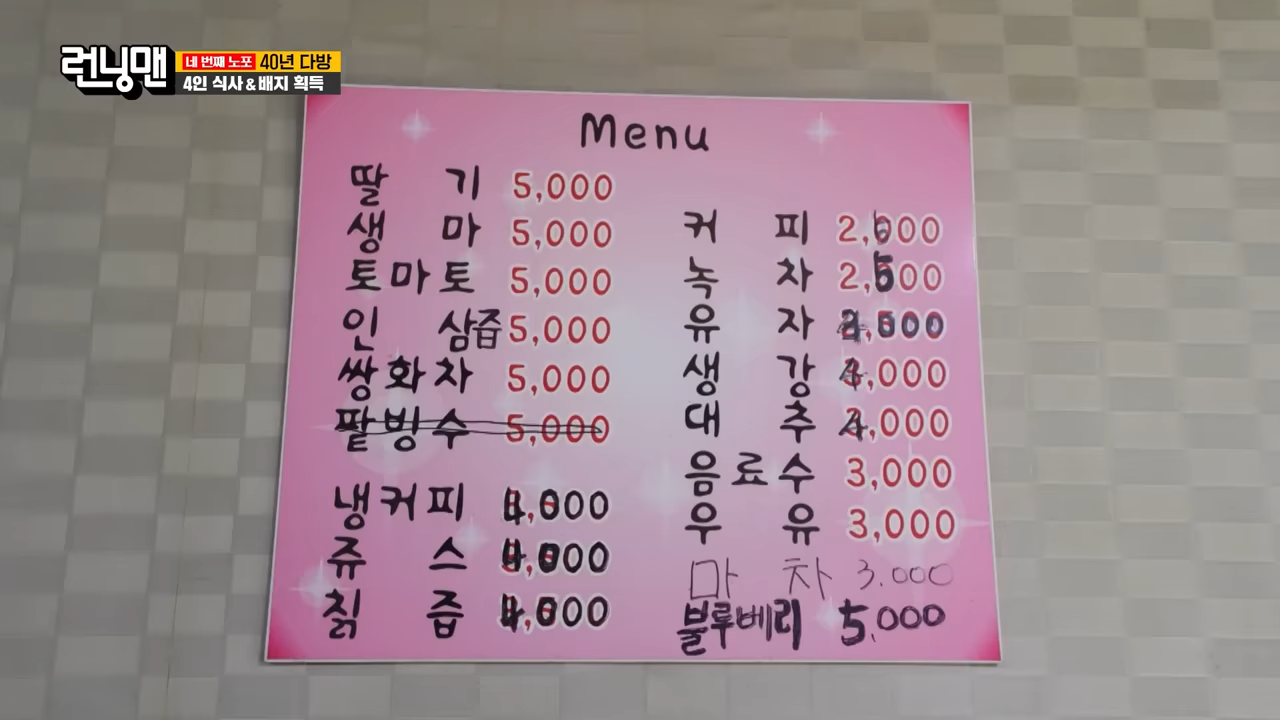 런닝맨
네 번째 노포 40년 다방
4인 식사 & 배지 획득
Menu
딸기 5,000
생마 5,000
토마토 5,000
인삼즙 5,000
쌍화차 5,000
팥빙수 5,000
냉커피 4,000
쥬스 4,000
칡즙 4,000
커피 2,500
녹차 2,500
유자
생강 4,000
대추 4,000
음료수 3,000
우유 3,000
마차 3.000
블루베리 5.000